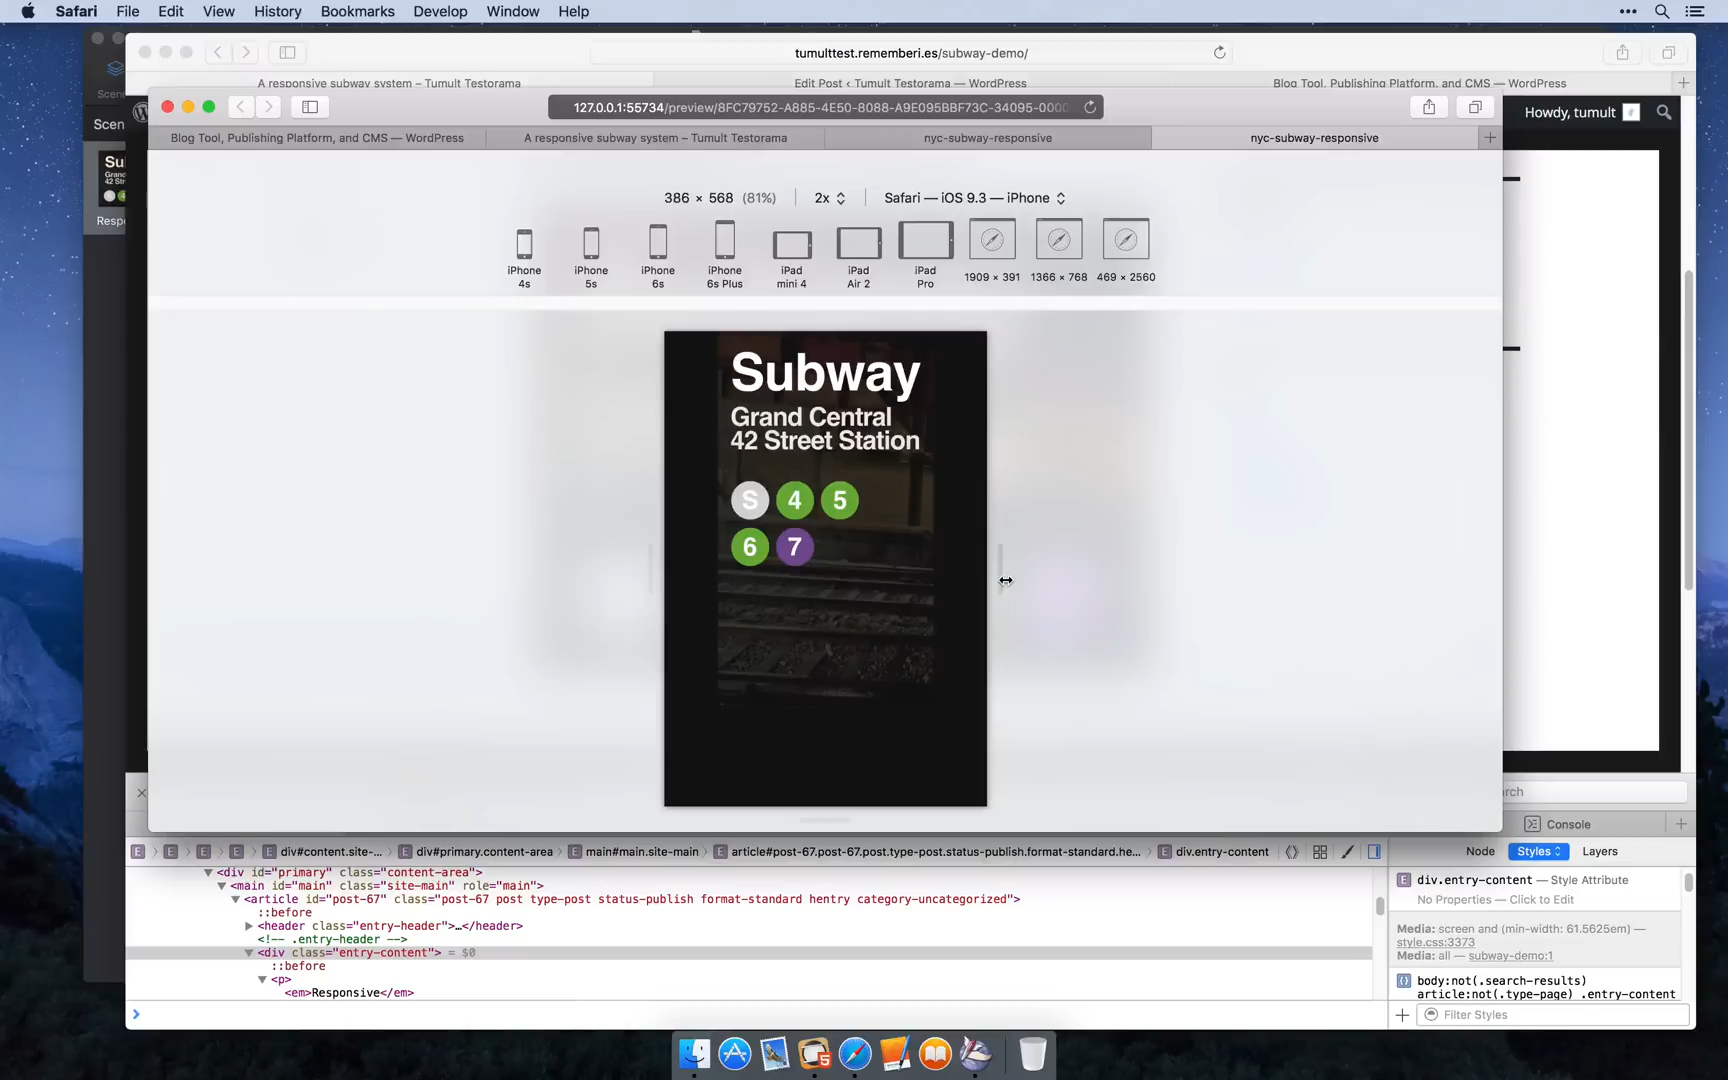 Safari File Edit View History Bookmarks Develop Window Help
tumulttest.rememberi.es/subway-demo/
A responsive subway system – Tumult Testorama
Edit Post ‹ Tumult Testorama — WordPress
Blog Tool, Publishing Platform, and CMS — WordPress
Scen
Howdy, tumult
127.0.0.1:55734/preview/8FC79752-A885-4E50-8088-A9E095BBF73C-34095-0000
Scen
Blog Tool, Publishing Platform, and CMS — WordPress
A responsive subway system – Tumult Testorama
nyc-subway-responsive
nyc-subway-responsive
Su
Grand
42 Str
S
Respo
386 × 568 (81%)
2x
Safari — iOS 9.3 — iPhone
iPhone
4s
iPhone
5s
iPhone
6s
iPhone
6s Plus
iPad
mini 4
iPad
Air 2
iPad
Pro
1909 × 391
1366 × 768
469 × 2560
Subway
Grand Central
42 Street Station
S 4 5
6 7
rch
Console
E E E E E div#content.site-... E div#primary.content-area E main#main.site-main E article#post-67.post-67.post.type-post.status-publish.format-standard.he... E div.entry-content
Node Styles Layers
<div id="primary" class="content-area">
<main id="main" class="site-main" role="main">
<article id="post-67" class="post-67 post type-post status-publish format-standard hentry category-uncategorized">
::before
<header class="entry-header">…</header>
<!-- .entry-header -->
<div class="entry-content"> = $0
::before
<p>
<em>Responsive</em>
E div.entry-content — Style Attribute
No Properties — Click to Edit
Media: screen and (min-width: 61.5625em) —
style.css:3373
Media: all — subway-demo:1
body:not(.search-results)
article:not(.type-page) .entry-content
Filter Styles
5